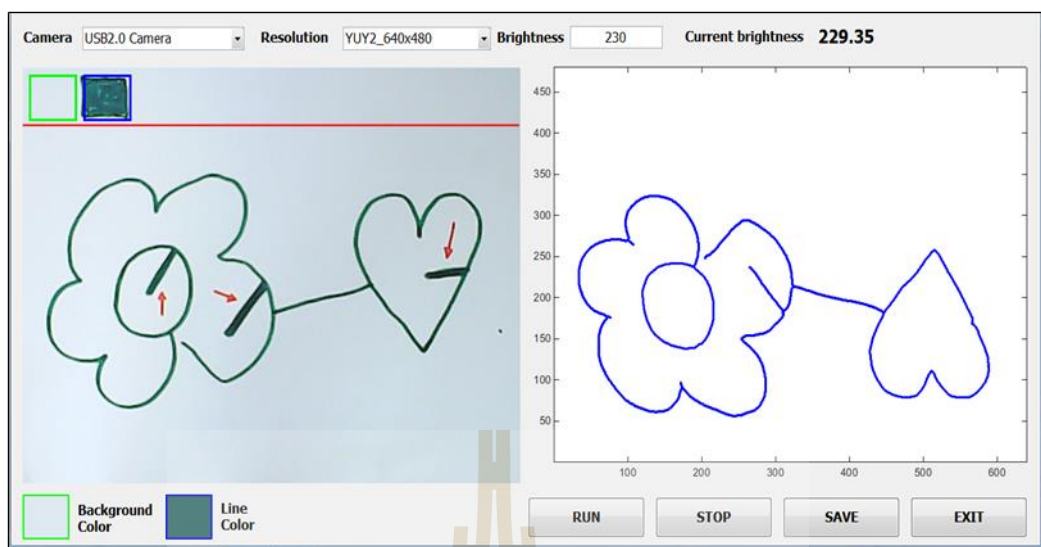 Camera USB2.0 Camera Resolution YUY2_640x480 Brightness 230 Current brightness 229.35
450
400
350
300
250
200
150
100
50
100 200 300 400 500 600
Background
Color
Line
Color
RUN STOP SAVE EXIT